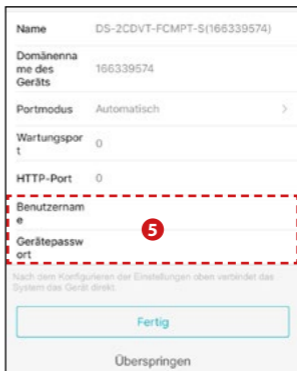 Name DS-2CDVT-FCMPT-S(166339574)
Domänenna
me des 166339574
Geräts
Portmodus Automatisch >
Wartungspor
t 0
HTTP-Port 0
Benutzernam
e
5
Gerätepassw
ort
Nach dem Konfigurieren der Einstellungen oben verbindet das
System das Gerät direkt.
Fertig
Überspringen